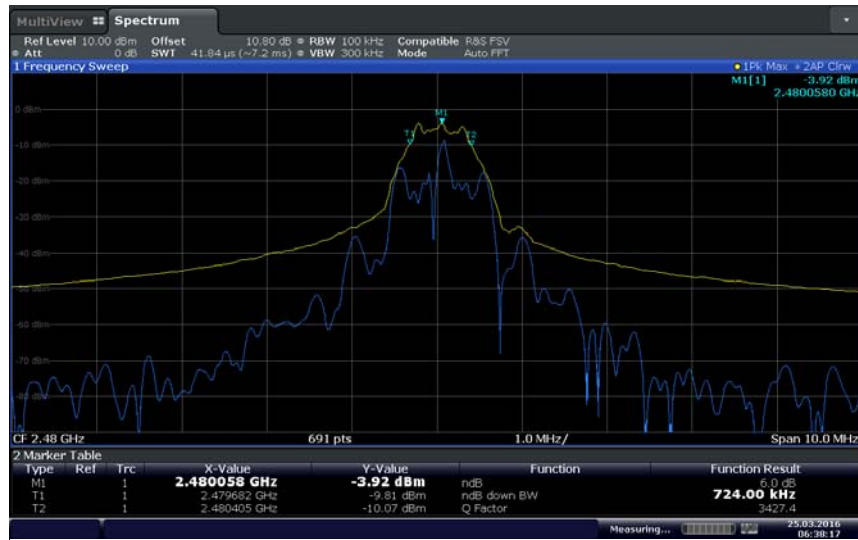 MultiView Spectrum
Ref Level 10.00 dBm Offset 10.80 dB RBW 100 kHz Compatible R&S FSV
Att 0 dB SWT 41.84 µs (~7.2 ms) VBW 300 kHz Mode Auto FFT
1 Frequency Sweep 1Pk Max 2AP Clrw
M1[1] -3.92 dBm
2.4800580 GHz
0 dBm
M1
T1 T2
-10 dBm
-20 dBm
-30 dBm
-40 dBm
-50 dBm
-60 dBm
-70 dBm
-80 dBm
CF 2.48 GHz 691 pts 1.0 MHz/ Span 10.0 MHz
2 Marker Table
Type Ref Trc X-Value Y-Value Function Function Result
M1 1 2.480058 GHz -3.92 dBm ndB 6.0 dB
T1 1 2.479682 GHz -9.81 dBm ndB down BW 724.00 kHz
T2 1 2.480405 GHz -10.07 dBm Q Factor 3427.4
Measuring... 25.03.2016
06:38:17